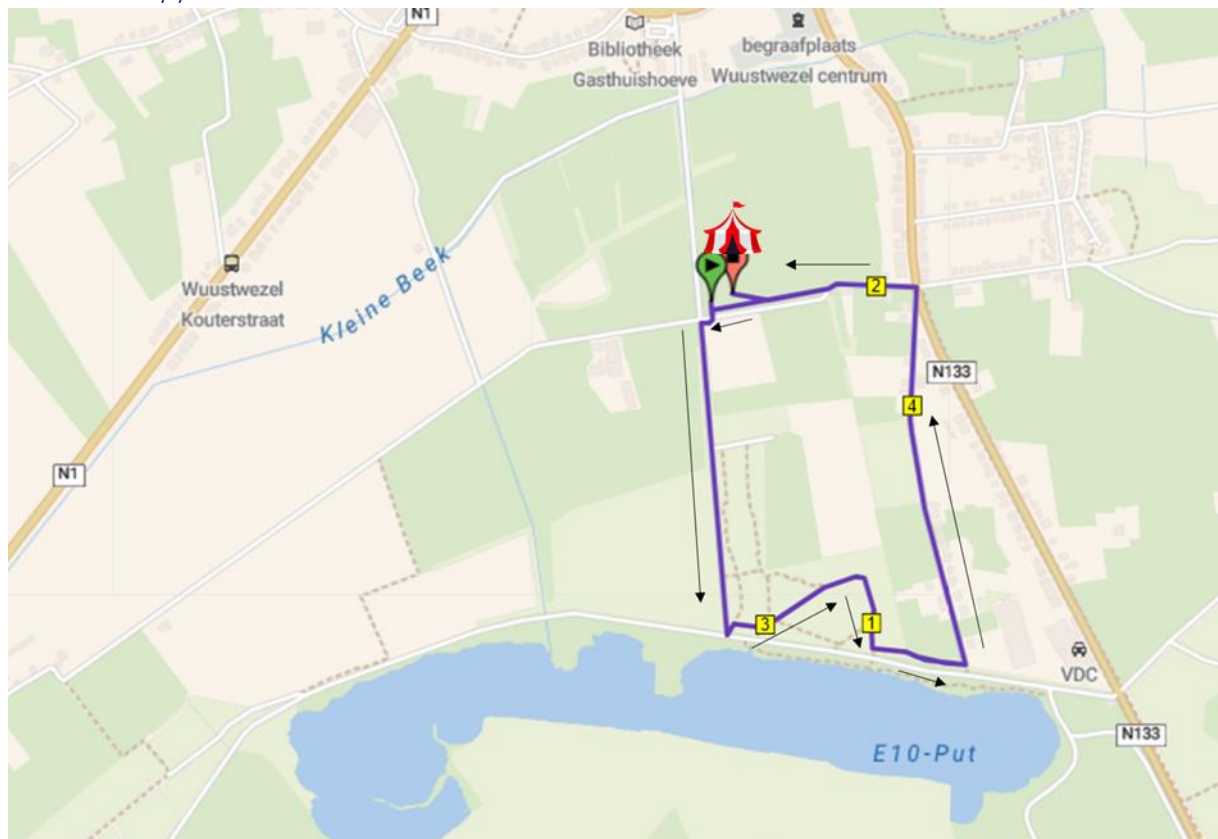 N1
Bibliotheek
Gasthuishoeve
begraafplaats
Wuustwezel centrum
Wuustwezel
Kouterstraat
Kleine Beek
2
N133
4
N1
3
1
VDC
E10-Put
N133